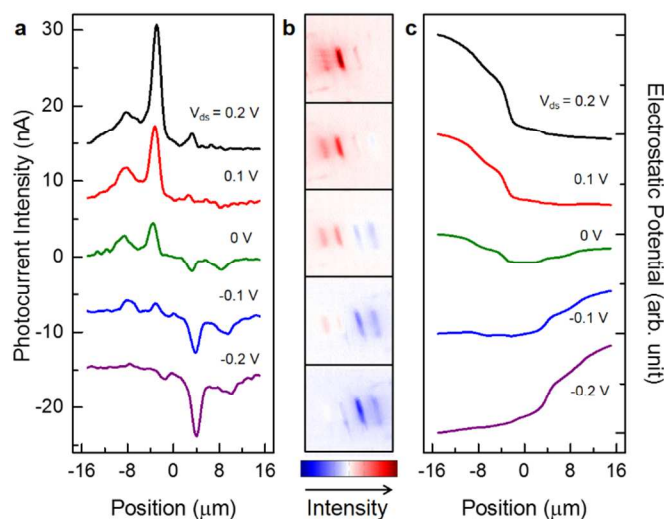 a
b
c
30
20
10
0
-10
-20
Photocurrent Intensity (nA)
V_ds = 0.2 V
0.1 V
0 V
-0.1 V
-0.2 V
-16 -8 0 8 16
Position (μm)
Intensity
V_ds = 0.2 V
0.1 V
0 V
-0.1 V
-0.2 V
-16 -8 0 8 16
Position (μm)
Electrostatic Potential (arb. unit)